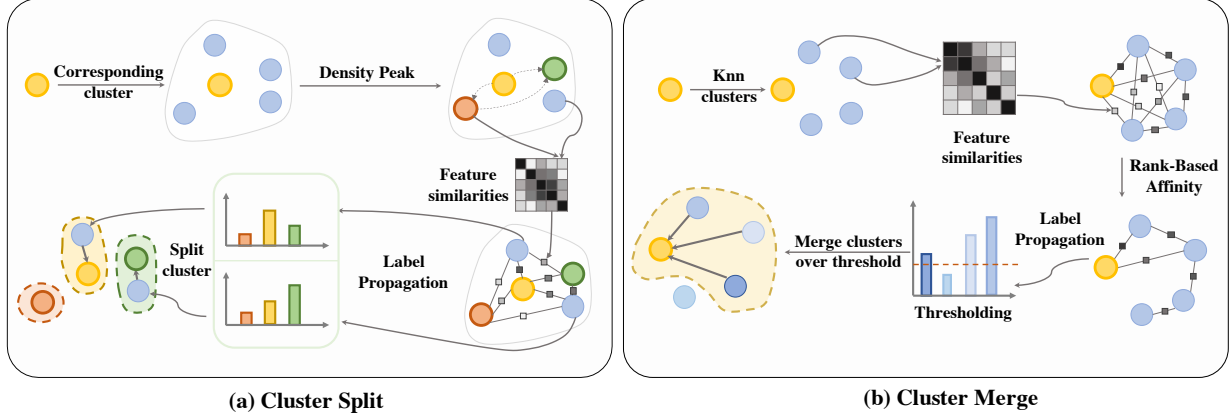 Corresponding
cluster
Density Peak
Feature
similarities
Label
Propagation
Split
cluster
(a) Cluster Split
Knn
clusters
Feature
similarities
Rank-Based
Affinity
Label
Propagation
Thresholding
Merge clusters
over threshold
(b) Cluster Merge